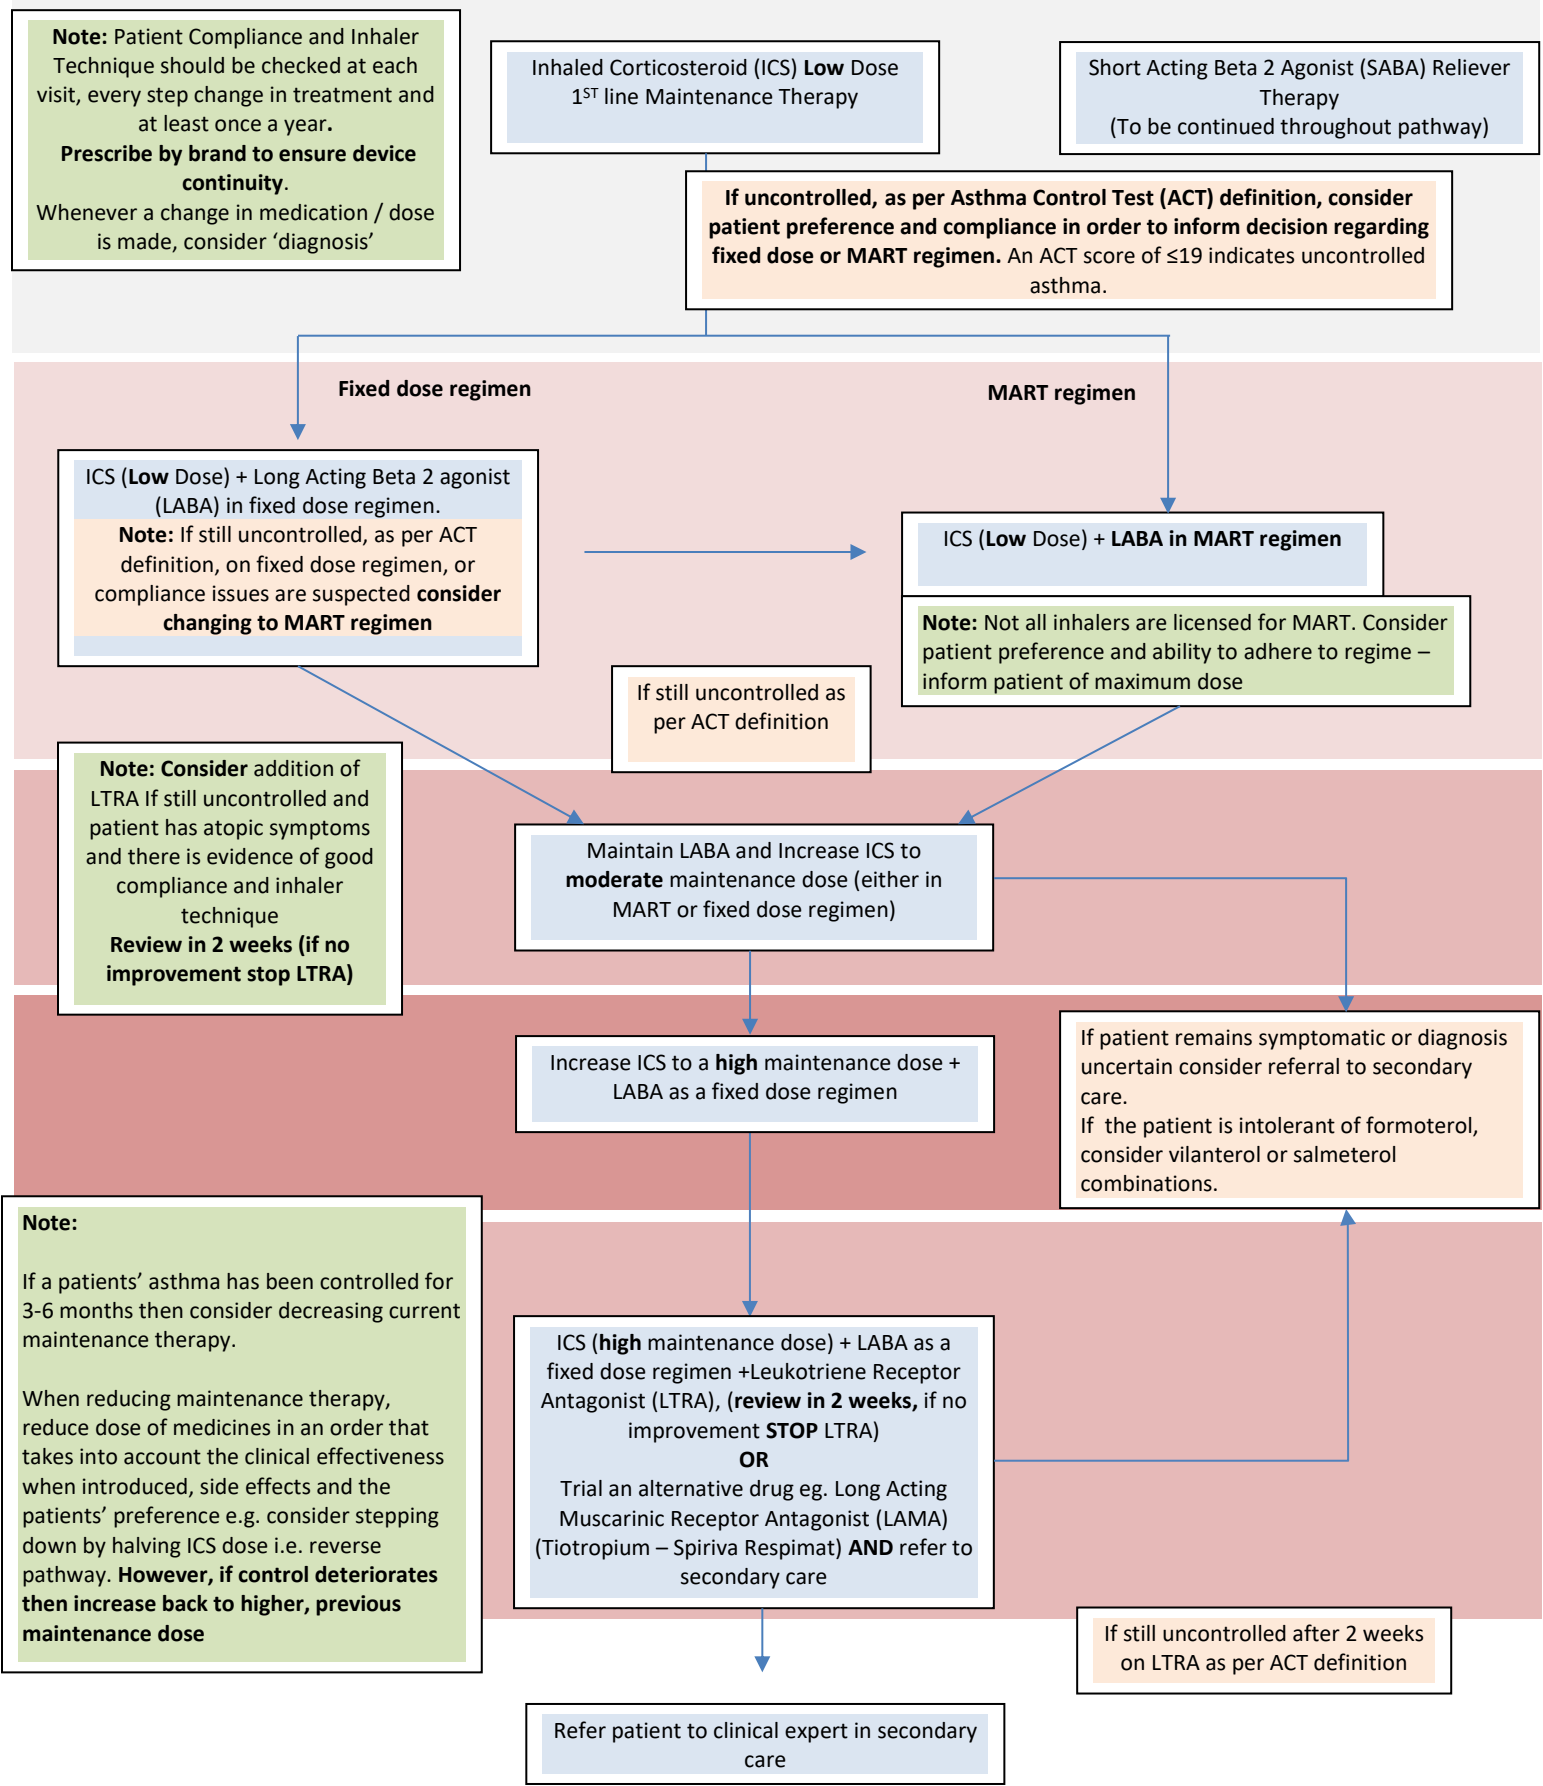 Note: Patient Compliance and Inhaler
Technique should be checked at each
visit, every step change in treatment and
at least once a year.
Prescribe by brand to ensure device
continuity.
Whenever a change in medication / dose
is made, consider ‘diagnosis’
Inhaled Corticosteroid (ICS) Low Dose
1ST line Maintenance Therapy
Short Acting Beta 2 Agonist (SABA) Reliever
Therapy
(To be continued throughout pathway)
If uncontrolled, as per Asthma Control Test (ACT) definition, consider
patient preference and compliance in order to inform decision regarding
fixed dose or MART regimen. An ACT score of ≤19 indicates uncontrolled
asthma.
Fixed dose regimen
MART regimen
ICS (Low Dose) + Long Acting Beta 2 agonist
(LABA) in fixed dose regimen.
Note: If still uncontrolled, as per ACT
definition, on fixed dose regimen, or
compliance issues are suspected consider
changing to MART regimen
ICS (Low Dose) + LABA in MART regimen
Note: Not all inhalers are licensed for MART. Consider
patient preference and ability to adhere to regime –
inform patient of maximum dose
If still uncontrolled as
per ACT definition
Note: Consider addition of
LTRA If still uncontrolled and
patient has atopic symptoms
and there is evidence of good
compliance and inhaler
technique
Review in 2 weeks (if no
improvement stop LTRA)
Maintain LABA and Increase ICS to
moderate maintenance dose (either in
MART or fixed dose regimen)
Increase ICS to a high maintenance dose +
LABA as a fixed dose regimen
If patient remains symptomatic or diagnosis
uncertain consider referral to secondary
care.
If  the patient is intolerant of formoterol,
consider vilanterol or salmeterol
combinations.
Note:
If a patients’ asthma has been controlled for
3-6 months then consider decreasing current
maintenance therapy.
When reducing maintenance therapy,
reduce dose of medicines in an order that
takes into account the clinical effectiveness
when introduced, side effects and the
patients’ preference e.g. consider stepping
down by halving ICS dose i.e. reverse
pathway. However, if control deteriorates
then increase back to higher, previous
maintenance dose
ICS (high maintenance dose) + LABA as a
fixed dose regimen +Leukotriene Receptor
Antagonist (LTRA), (review in 2 weeks, if no
improvement STOP LTRA)
OR
Trial an alternative drug eg. Long Acting
Muscarinic Receptor Antagonist (LAMA)
(Tiotropium – Spiriva Respimat) AND refer to
secondary care
If still uncontrolled after 2 weeks
on LTRA as per ACT definition
Refer patient to clinical expert in secondary
care